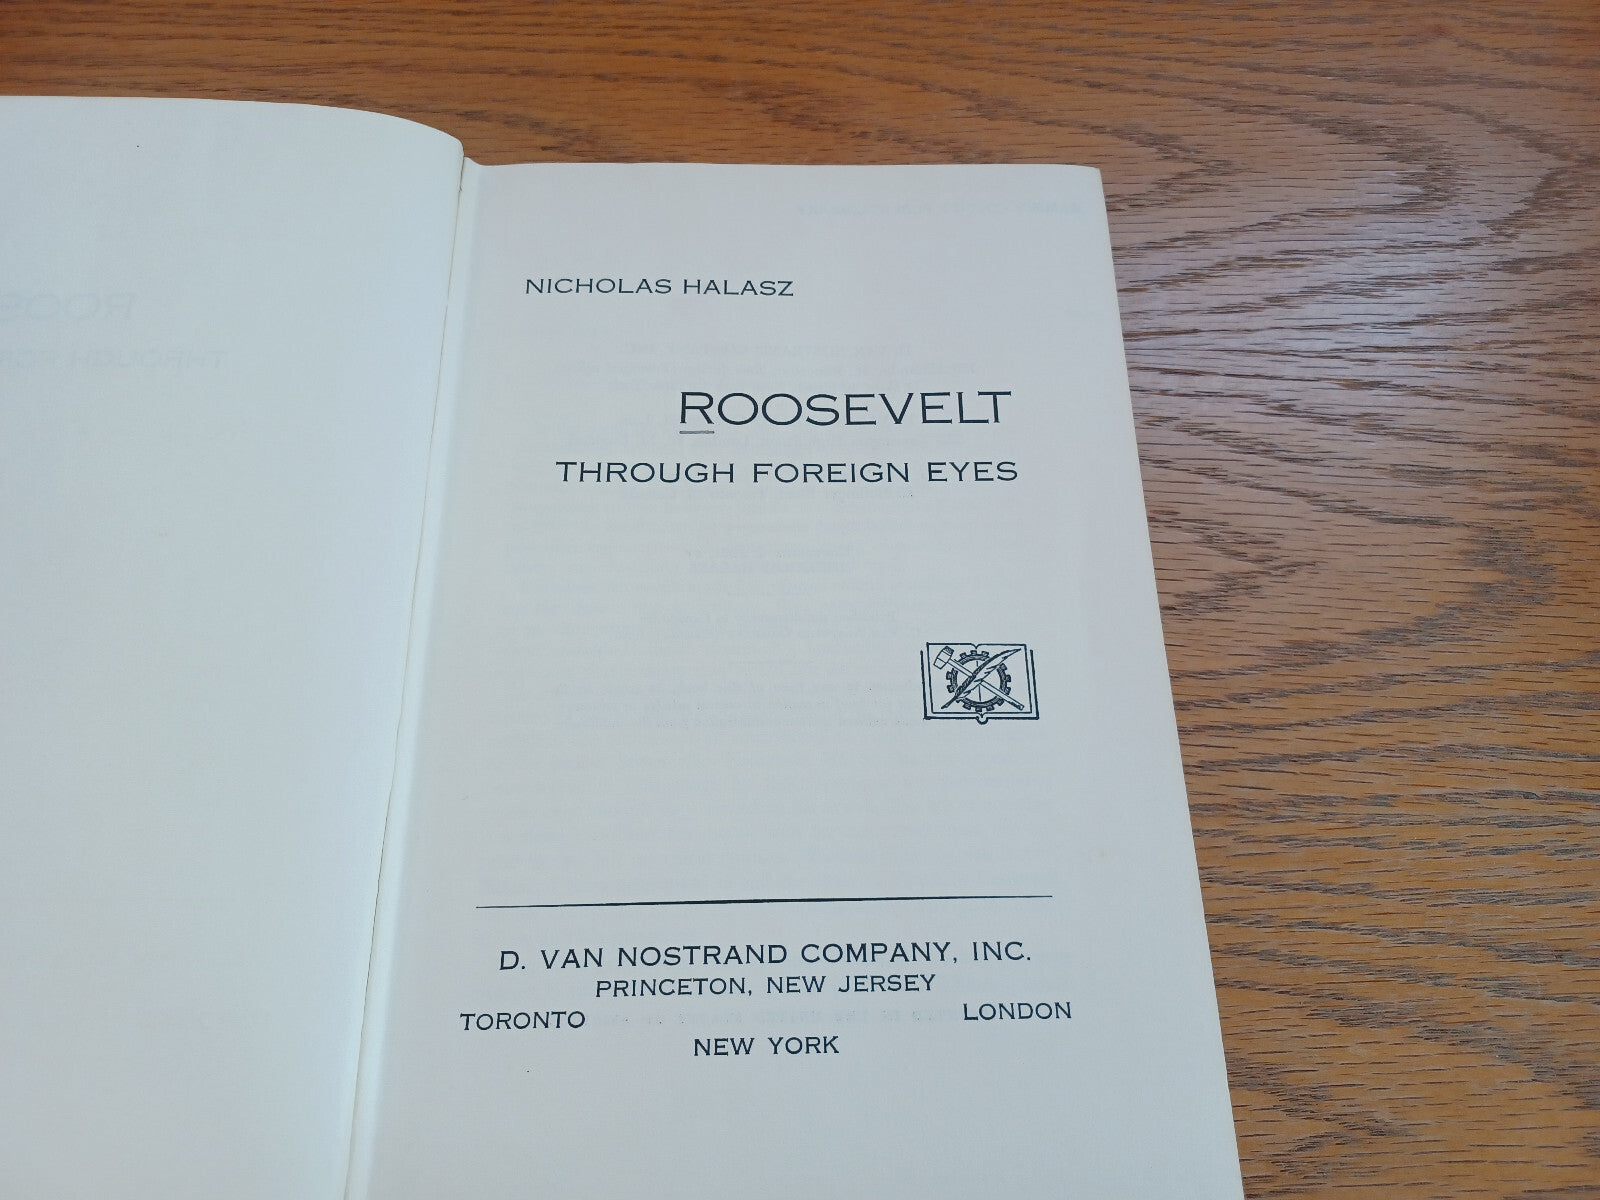 NICHOLAS HALASZ
ROOSEVELT
THROUGH FOREIGN EYES
D. VAN NOSTRAND COMPANY, INC.
PRINCETON, NEW JERSEY
TORONTO LONDON
NEW YORK